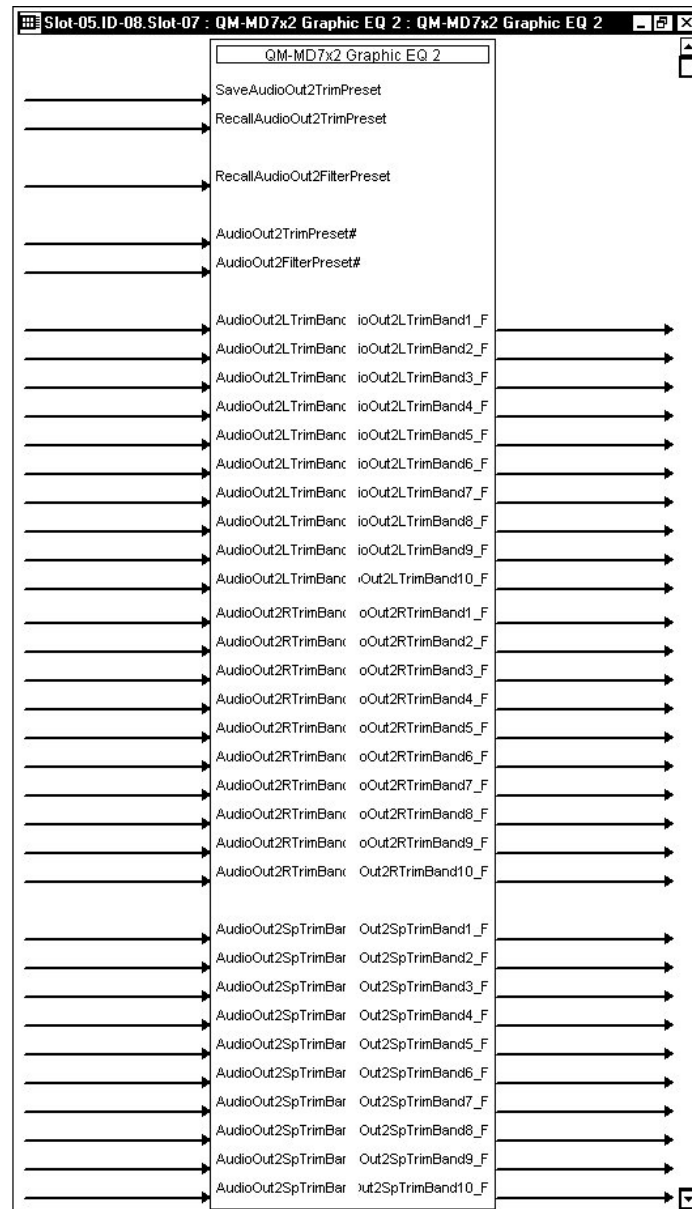 Slot-05.ID-08.Slot-07 : QM-MD7x2 Graphic EQ 2 : QM-MD7x2 Graphic EQ 2
QM-MD7x2 Graphic EQ 2
SaveAudioOut2TrimPreset
RecallAudioOut2TrimPreset
RecallAudioOut2FilterPreset
AudioOut2TrimPreset#
AudioOut2FilterPreset#
AudioOut2LTrimBanc ioOut2LTrimBand1_F
AudioOut2LTrimBanc ioOut2LTrimBand2_F
AudioOut2LTrimBanc ioOut2LTrimBand3_F
AudioOut2LTrimBanc ioOut2LTrimBand4_F
AudioOut2LTrimBanc ioOut2LTrimBand5_F
AudioOut2LTrimBanc ioOut2LTrimBand6_F
AudioOut2LTrimBanc ioOut2LTrimBand7_F
AudioOut2LTrimBanc ioOut2LTrimBand8_F
AudioOut2LTrimBanc ioOut2LTrimBand9_F
AudioOut2LTrimBanc Out2LTrimBand10_F
AudioOut2RTrimBanc oOut2RTrimBand1_F
AudioOut2RTrimBanc oOut2RTrimBand2_F
AudioOut2RTrimBanc oOut2RTrimBand3_F
AudioOut2RTrimBanc oOut2RTrimBand4_F
AudioOut2RTrimBanc oOut2RTrimBand5_F
AudioOut2RTrimBanc oOut2RTrimBand6_F
AudioOut2RTrimBanc oOut2RTrimBand7_F
AudioOut2RTrimBanc oOut2RTrimBand8_F
AudioOut2RTrimBanc oOut2RTrimBand9_F
AudioOut2RTrimBanc Out2RTrimBand10_F
AudioOut2SpTrimBar Out2SpTrimBand1_F
AudioOut2SpTrimBar Out2SpTrimBand2_F
AudioOut2SpTrimBar Out2SpTrimBand3_F
AudioOut2SpTrimBar Out2SpTrimBand4_F
AudioOut2SpTrimBar Out2SpTrimBand5_F
AudioOut2SpTrimBar Out2SpTrimBand6_F
AudioOut2SpTrimBar Out2SpTrimBand7_F
AudioOut2SpTrimBar Out2SpTrimBand8_F
AudioOut2SpTrimBar Out2SpTrimBand9_F
AudioOut2SpTrimBar ut2SpTrimBand10_F